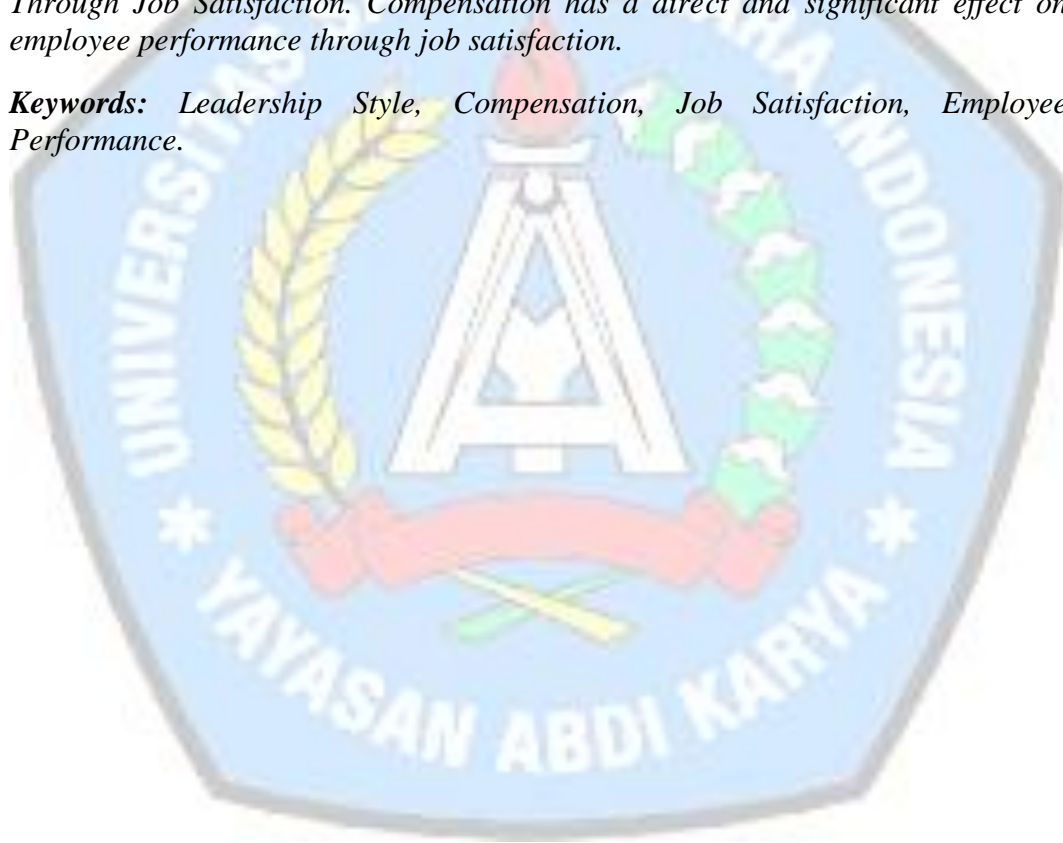 Through Job Satisfaction. Compensation has a direct and significant effect on
employee performance through job satisfaction.
Keywords: Leadership Style, Compensation, Job Satisfaction, Employee
Performance.
UNIVERSITAS
INDONESIA
* YAYASAN ABDI KARYA *